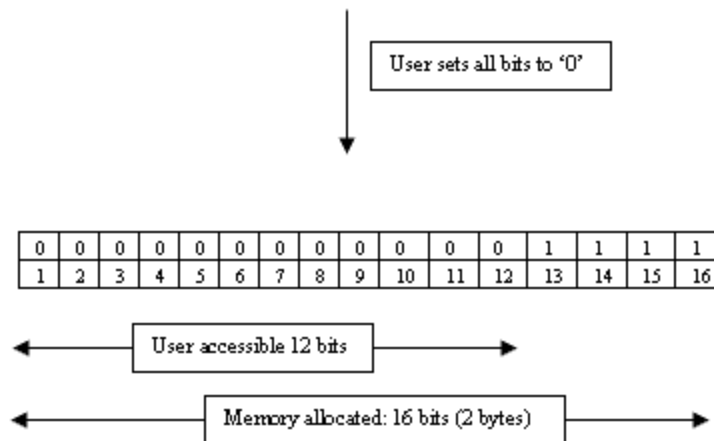 User sets all bits to ‘0’
0 0 0 0 0 0 0 0 0 0 0 0 1 1 1 1
1 2 3 4 5 6 7 8 9 10 11 12 13 14 15 16
User accessible 12 bits
Memory allocated: 16 bits (2 bytes)